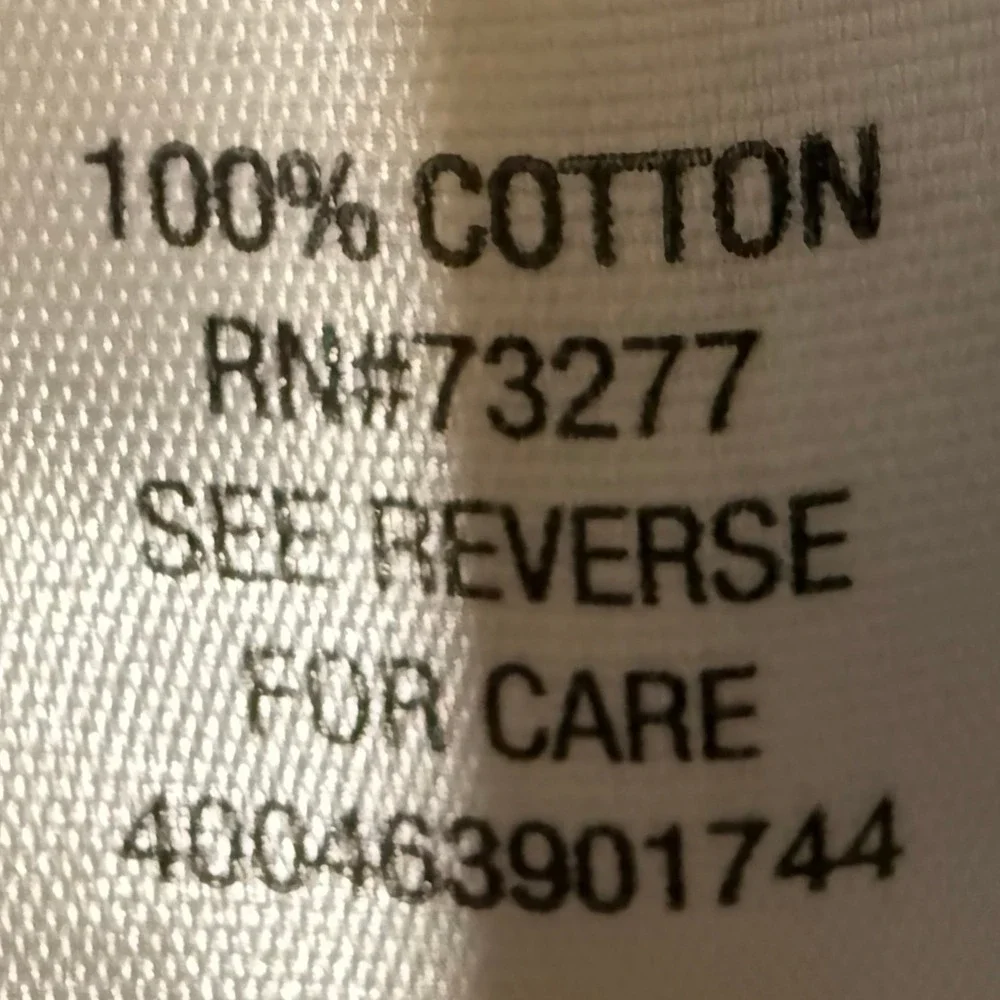 100% COTTON
RN#73277
SEE REVERSE
FOR CARE
400463901744